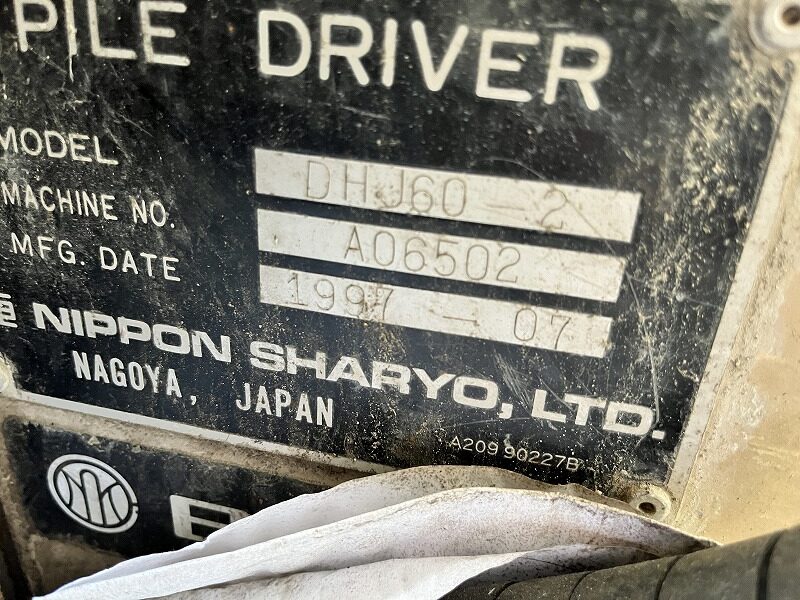 PILE DRIVER
MODEL DHJ60-2
MACHINE NO. A06502
MFG. DATE 1997-07
NIPPON SHARYO, LTD.
NAGOYA, JAPAN
A209 90227B